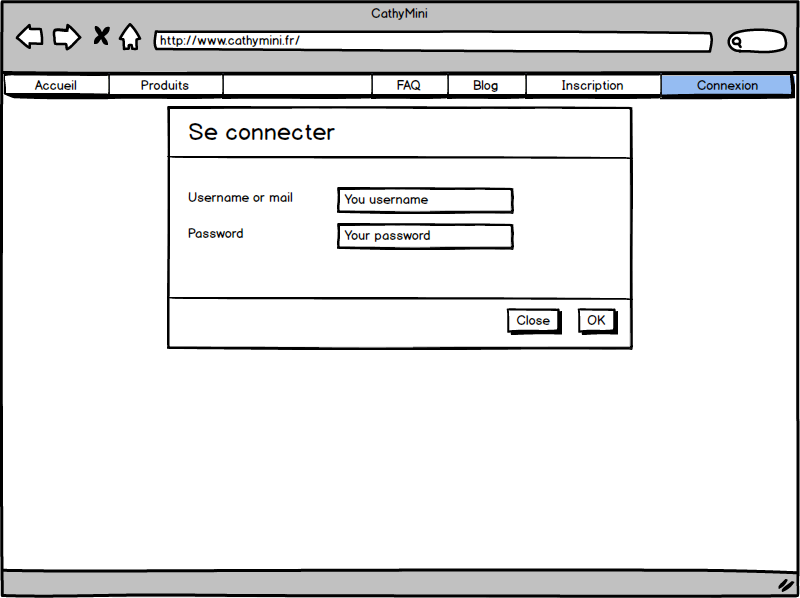 CathyMini
http://www.cathymini.fr/
Accueil Produits FAQ Blog Inscription Connexion
Se connecter
Username or mail You username
Password Your password
Close OK